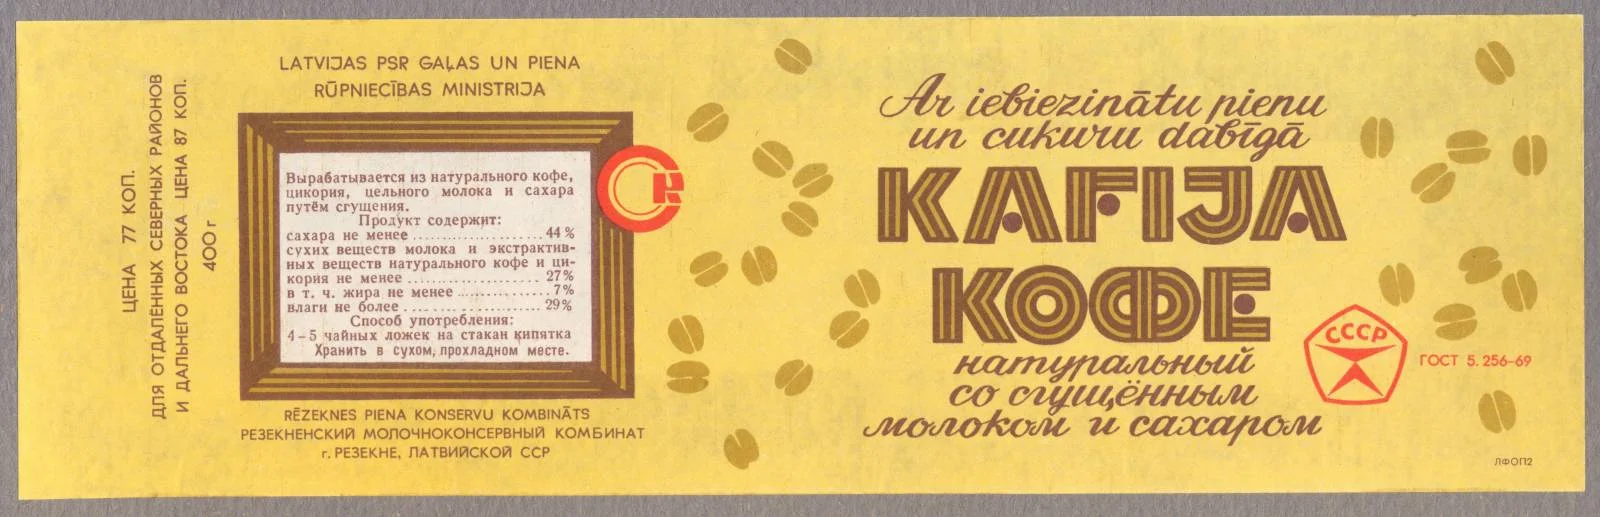 ЦЕНА 77 КОП.
ДЛЯ ОТДАЛЁННЫХ СЕВЕРНЫХ РАЙОНОВ
И ДАЛЬНЕГО ВОСТОКА ЦЕНА 87 КОП.
400 г
LATVIJAS PSR GAĻAS UN PIENA
RŪPNIECĪBAS MINISTRIJA
Вырабатывается из натурального кофе,
цикория, цельного молока и сахара
путём сгущения.
Продукт содержит:
сахара не менее ...................... 44%
сухих веществ молока и экстрактив-
ных веществ натурального кофе и ци-
кория не менее ...................... 27%
в т. ч. жира не менее ................ 7%
влаги не более ...................... 29%
Способ употребления:
4–5 чайных ложек на стакан кипятка
Хранить в сухом, прохладном месте.
RĒZEKNES PIENA KONSERVU KOMBINĀTS
РЕЗЕКНЕНСКИЙ МОЛОЧНОКОНСЕРВНЫЙ КОМБИНАТ
г. РЕЗЕКНЕ, ЛАТВИЙСКОЙ ССР
Ar iebiezinātu pienu
un cukuru dabīgā
KAFIJA
КОФЕ
натуральный
со сгущённым
молоком и сахаром
СССР
ГОСТ 5.256–69
ЛФОП2